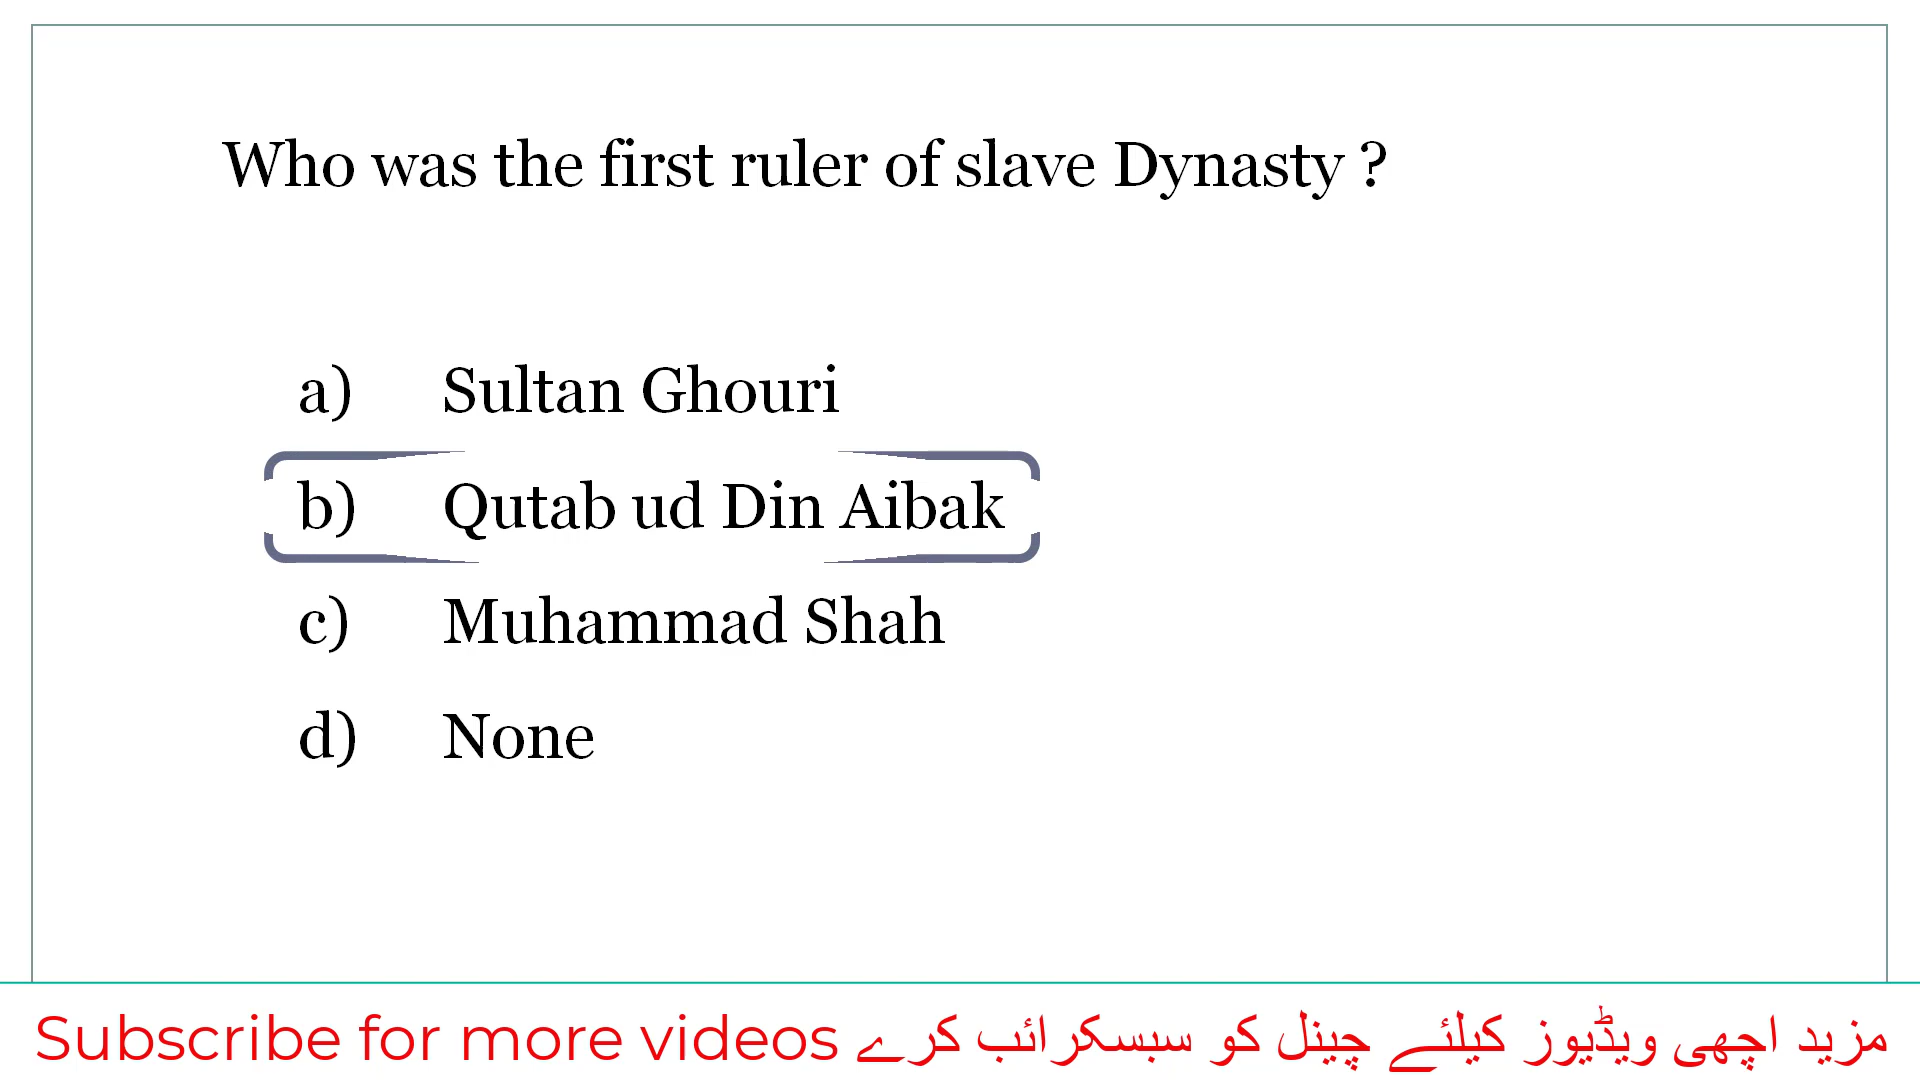 Who was the first ruler of slave Dynasty ?
a) Sultan Ghouri
b) Qutab ud Din Aibak
c) Muhammad Shah
d) None
Subscribe for more videos مزید اچھی ویڈیوز کیلئے چینل کو سبسکرائب کرے